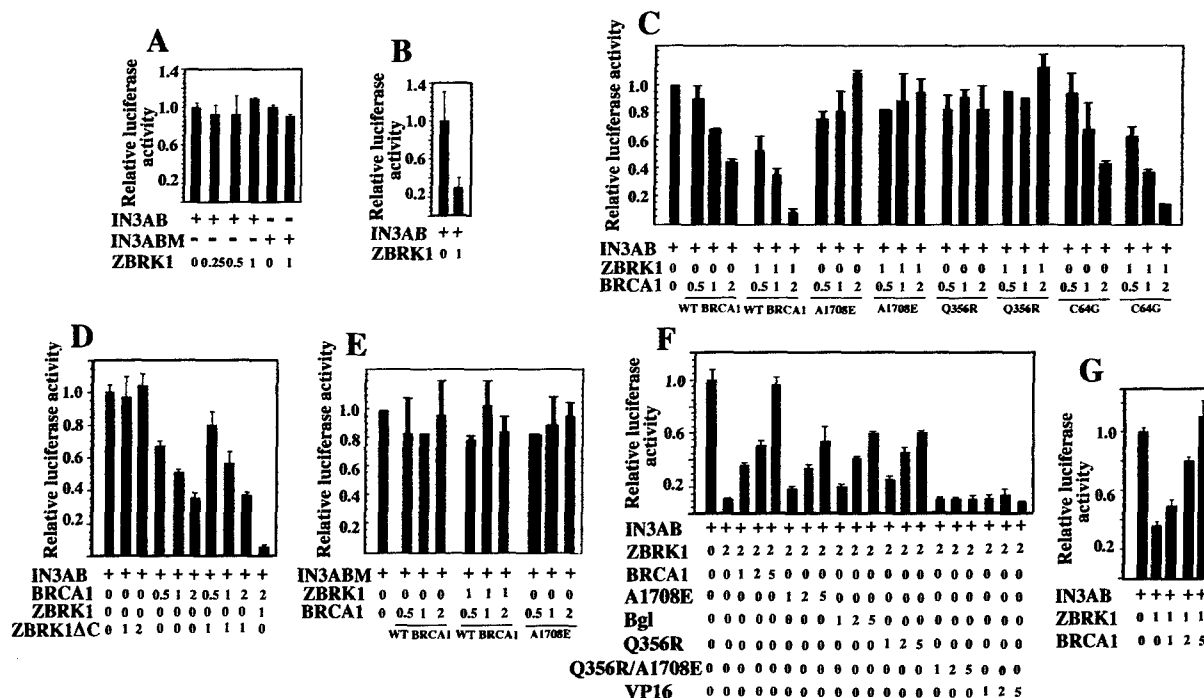 A
Relative luciferase activity
1.4
1.0
0.6
0.2
IN3AB + + + + - -
IN3ABM - - - - + +
ZBRK1 0 0.25 0.5 1 0 1
B
Relative luciferase activity
1.4
1.0
0.6
0.2
IN3AB + +
ZBRK1 0 1
C
Relative luciferase activity
1.0
0.8
0.6
0.4
0.2
IN3AB + + + + + + + + + + + + + + + + + + + + + + + + +
ZBRK1 0 0 0 0 1 1 1 0 0 0 1 1 1 0 0 0 1 1 1 0 0 0 1 1 1
BRCA1 0 0.5 1 2 0.5 1 2 0.5 1 2 0.5 1 2 0.5 1 2 0.5 1 2 0.5 1 2 0.5 1 2
WT BRCA1 WT BRCA1 A1708E A1708E Q356R Q356R C64G C64G
D
Relative luciferase activity
1.0
0.8
0.6
0.4
0.2
IN3AB + + + + + + + + + +
BRCA1 0 0 0 0.5 1 2 0.5 1 2 2
ZBRK1 0 0 0 0 0 0 0 0 0 1
ZBRK1ΔC 0 1 2 0 0 0 1 1 1 0
E
Relative luciferase activity
1.0
0.8
0.6
0.4
0.2
IN3ABM + + + + + + + + + +
ZBRK1 0 0 0 0 1 1 1 0 0 0
BRCA1 0 0.5 1 2 0.5 1 2 0.5 1 2
WT BRCA1 WT BRCA1 A1708E
F
Relative luciferase activity
1.0
0.6
0.2
IN3AB + + + + + + + + + + + + + + + + + + + +
ZBRK1 0 2 2 2 2 2 2 2 2 2 2 2 2 2 2 2 2 2 2 2
BRCA1 0 0 1 2 5 0 0 0 0 0 0 0 0 0 0 0 0 0 0 0
A1708E 0 0 0 0 0 1 2 5 0 0 0 0 0 0 0 0 0 0 0 0
Bgl 0 0 0 0 0 0 0 0 1 2 5 0 0 0 0 0 0 0 0 0
Q356R 0 0 0 0 0 0 0 0 0 0 0 1 2 5 0 0 0 0 0 0
Q356R/A1708E 0 0 0 0 0 0 0 0 0 0 0 0 0 0 1 2 5 0 0 0
VP16 0 0 0 0 0 0 0 0 0 0 0 0 0 0 0 0 0 1 2 5
G
Relative luciferase activity
1.0
0.6
0.2
IN3AB + + + + +
ZBRK1 0 1 1 1 1
BRCA1 0 0 1 2 5